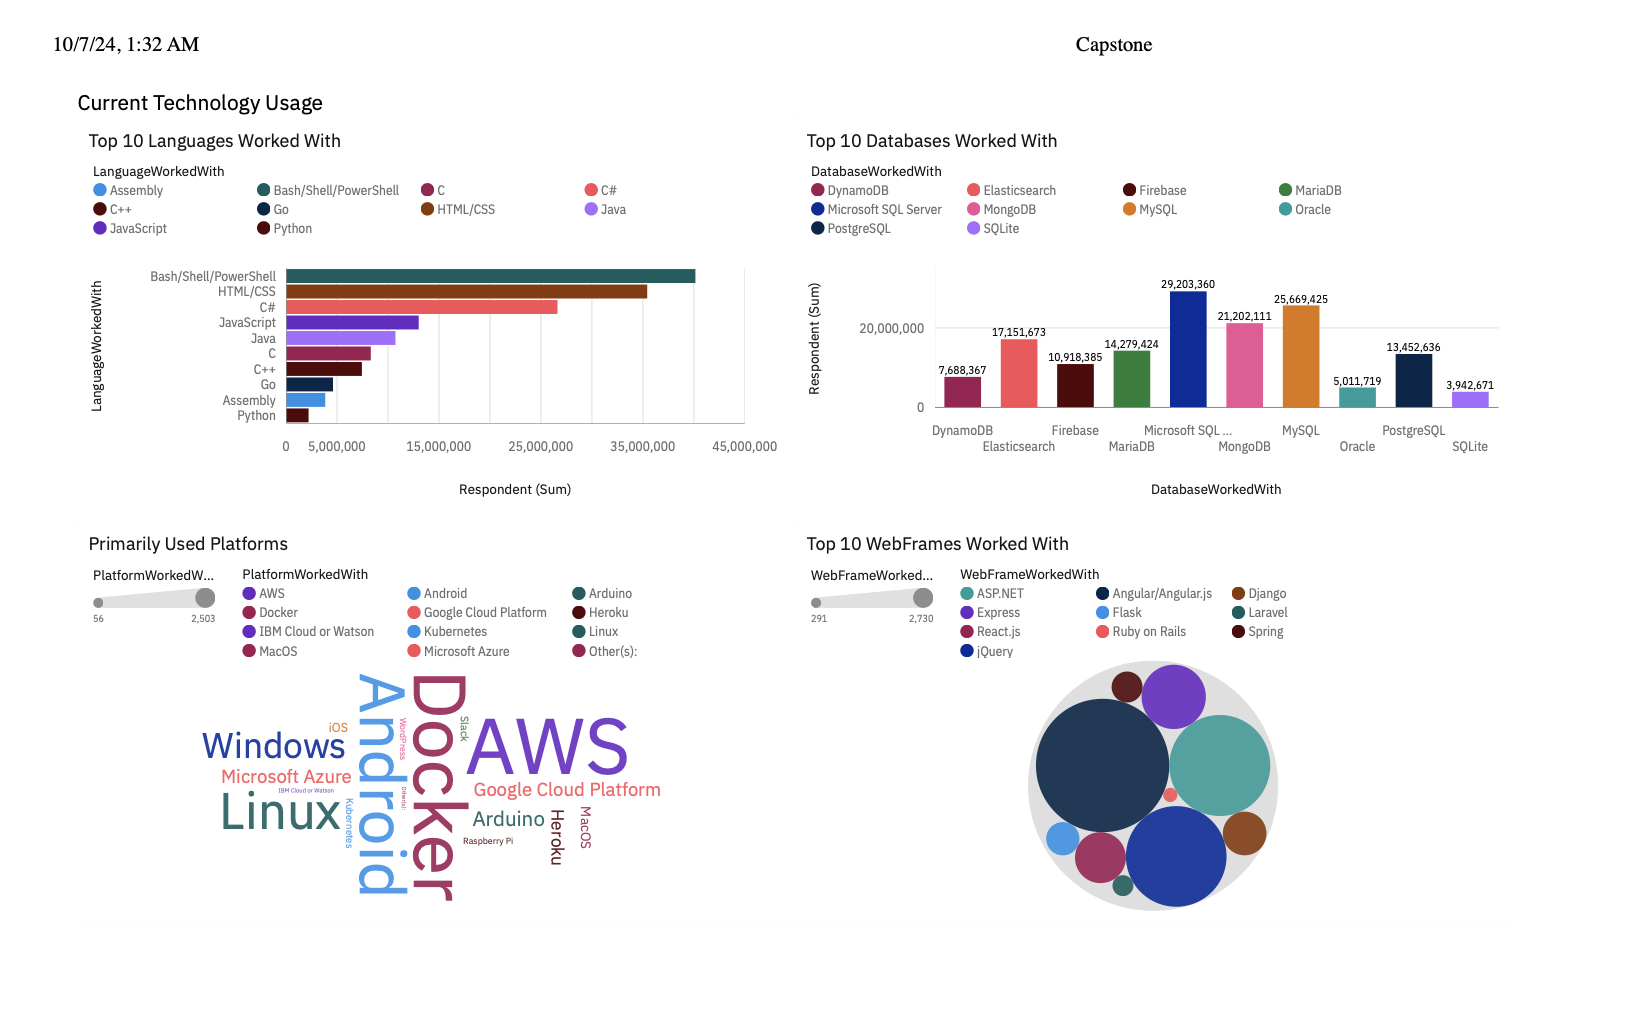 10/7/24, 1:32 AM
Capstone
Current Technology Usage
Top 10 Languages Worked With
LanguageWorkedWith
Assembly
Bash/Shell/PowerShell
C
C#
C++
Go
HTML/CSS
Java
JavaScript
Python
LanguageWorkedWith
Bash/Shell/PowerShell
HTML/CSS
C#
JavaScript
Java
C
C++
Go
Assembly
Python
0
5,000,000
15,000,000
25,000,000
35,000,000
45,000,000
Respondent (Sum)
Top 10 Databases Worked With
DatabaseWorkedWith
DynamoDB
Elasticsearch
Firebase
MariaDB
Microsoft SQL Server
MongoDB
MySQL
Oracle
PostgreSQL
SQLite
Respondent (Sum)
20,000,000
0
7,688,367
17,151,673
10,918,385
14,279,424
29,203,360
21,202,111
25,669,425
5,011,719
13,452,636
3,942,671
DynamoDB
Elasticsearch
Firebase
MariaDB
Microsoft SQL ...
MongoDB
MySQL
Oracle
PostgreSQL
SQLite
DatabaseWorkedWith
Primarily Used Platforms
PlatformWorkedW...
56
2,503
PlatformWorkedWith
AWS
Android
Arduino
Docker
Google Cloud Platform
Heroku
IBM Cloud or Watson
Kubernetes
Linux
MacOS
Microsoft Azure
Other(s):
iOS
Windows
Microsoft Azure
IBM Cloud or Watson
Linux
Kubernetes
Android
WordPress
Other(s):
Docker
Slack
AWS
Google Cloud Platform
Arduino
Raspberry Pi
Heroku
MacOS
Top 10 WebFrames Worked With
WebFrameWorked...
291
2,730
WebFrameWorkedWith
ASP.NET
Angular/Angular.js
Django
Express
Flask
Laravel
React.js
Ruby on Rails
Spring
jQuery